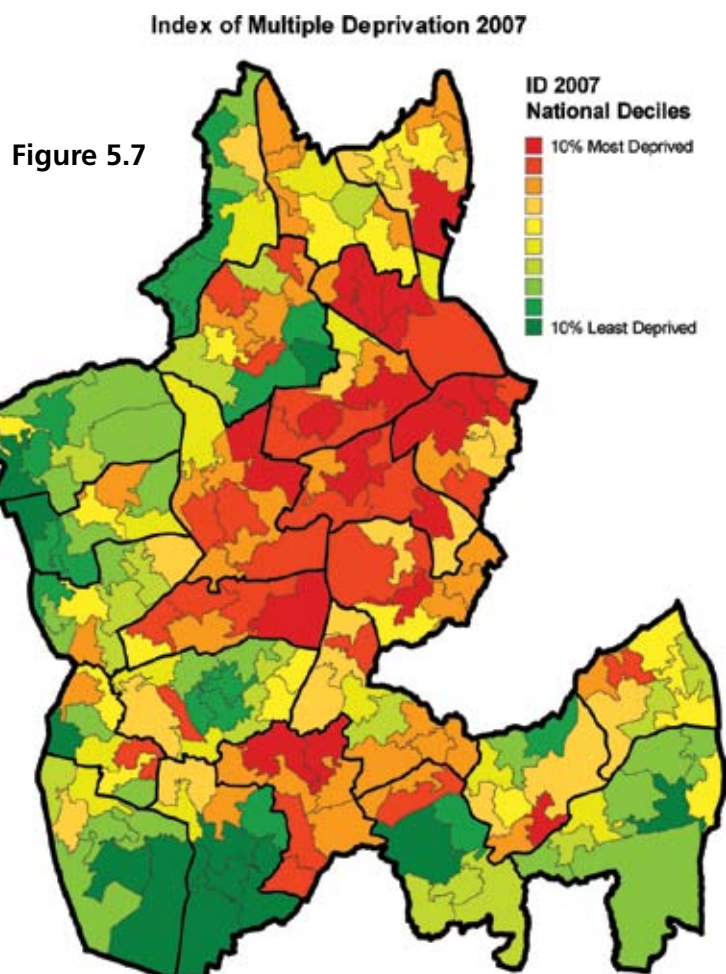 Index of Multiple Deprivation 2007
Figure 5.7
ID 2007
National Deciles
10% Most Deprived
10% Least Deprived